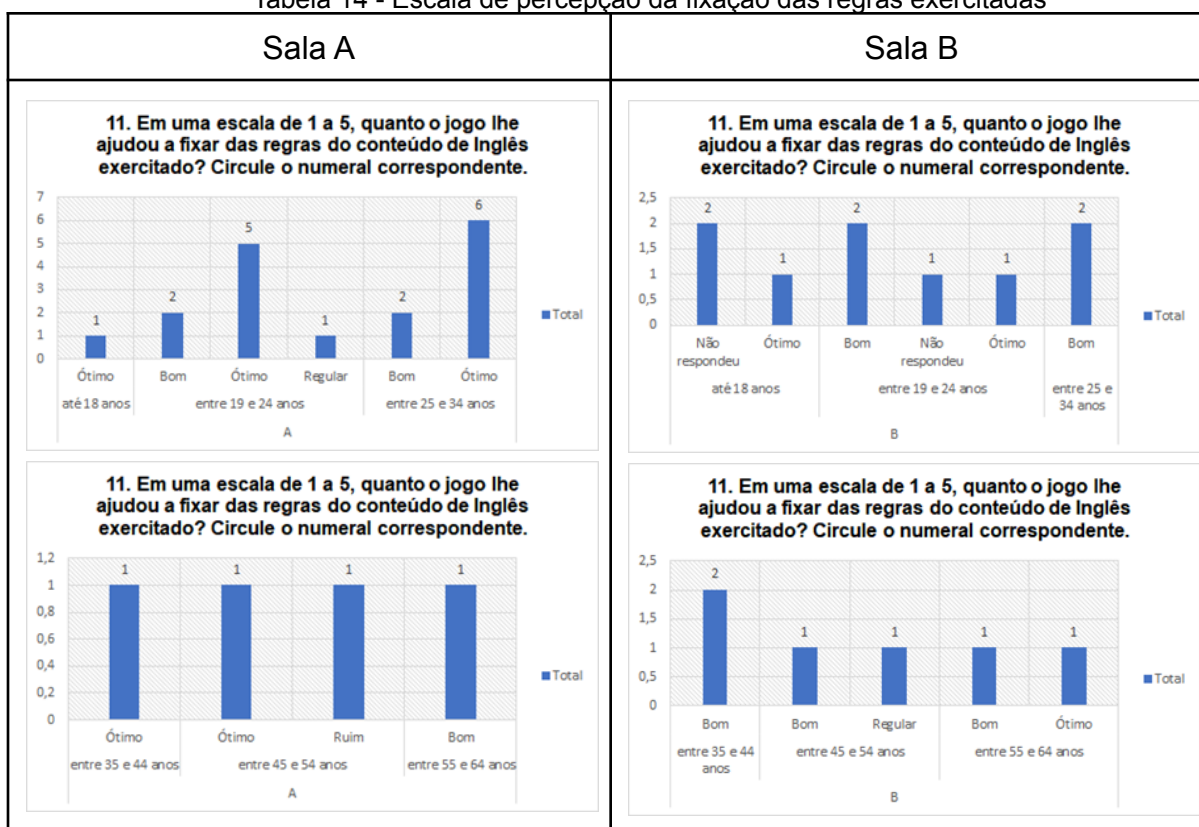 Tabela 14 - Escala de percepção da fixação das regras exercitadas
Sala A
Sala B
11. Em uma escala de 1 a 5, quanto o jogo lhe
ajudou a fixar das regras do conteúdo de Inglês
exercitado? Circule o numeral correspondente.
7
6
5
4
3
2
1
0
1
2
5
1
2
6
Ótimo Bom Ótimo Regular Bom Ótimo
até 18 anos entre 19 e 24 anos entre 25 e 34 anos
A
Total
11. Em uma escala de 1 a 5, quanto o jogo lhe
ajudou a fixar das regras do conteúdo de Inglês
exercitado? Circule o numeral correspondente.
2,5
2
1,5
1
0,5
0
2
1
2
1
1
2
Não Ótimo Bom Não Ótimo Bom
respondeu respondeu
até 18 anos entre 19 e 24 anos entre 25 e
34 anos
B
Total
11. Em uma escala de 1 a 5, quanto o jogo lhe
ajudou a fixar das regras do conteúdo de Inglês
exercitado? Circule o numeral correspondente.
1,2
1
0,8
0,6
0,4
0,2
0
1
1
1
1
Ótimo Ótimo Ruim Bom
entre 35 e 44 anos entre 45 e 54 anos entre 55 e 64 anos
A
Total
11. Em uma escala de 1 a 5, quanto o jogo lhe
ajudou a fixar das regras do conteúdo de Inglês
exercitado? Circule o numeral correspondente.
2,5
2
1,5
1
0,5
0
2
1
1
1
1
Bom Bom Regular Bom Ótimo
entre 35 e 44 entre 45 e 54 anos entre 55 e 64 anos
anos
B
Total